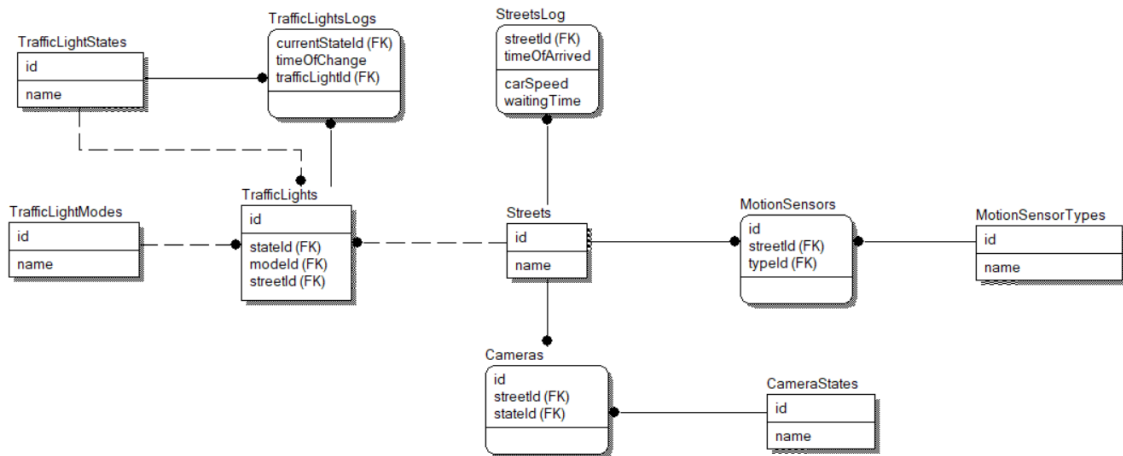 TrafficLightStates
id
name
TrafficLightsLogs
currentStateId (FK)
timeOfChange
trafficLightId (FK)
StreetsLog
streetId (FK)
timeOfArrived
carSpeed
waitingTime
TrafficLightModes
id
name
TrafficLights
id
stateId (FK)
modeId (FK)
streetId (FK)
Streets
id
name
MotionSensors
id
streetId (FK)
typeId (FK)
MotionSensorTypes
id
name
Cameras
id
streetId (FK)
stateId (FK)
CameraStates
id
name